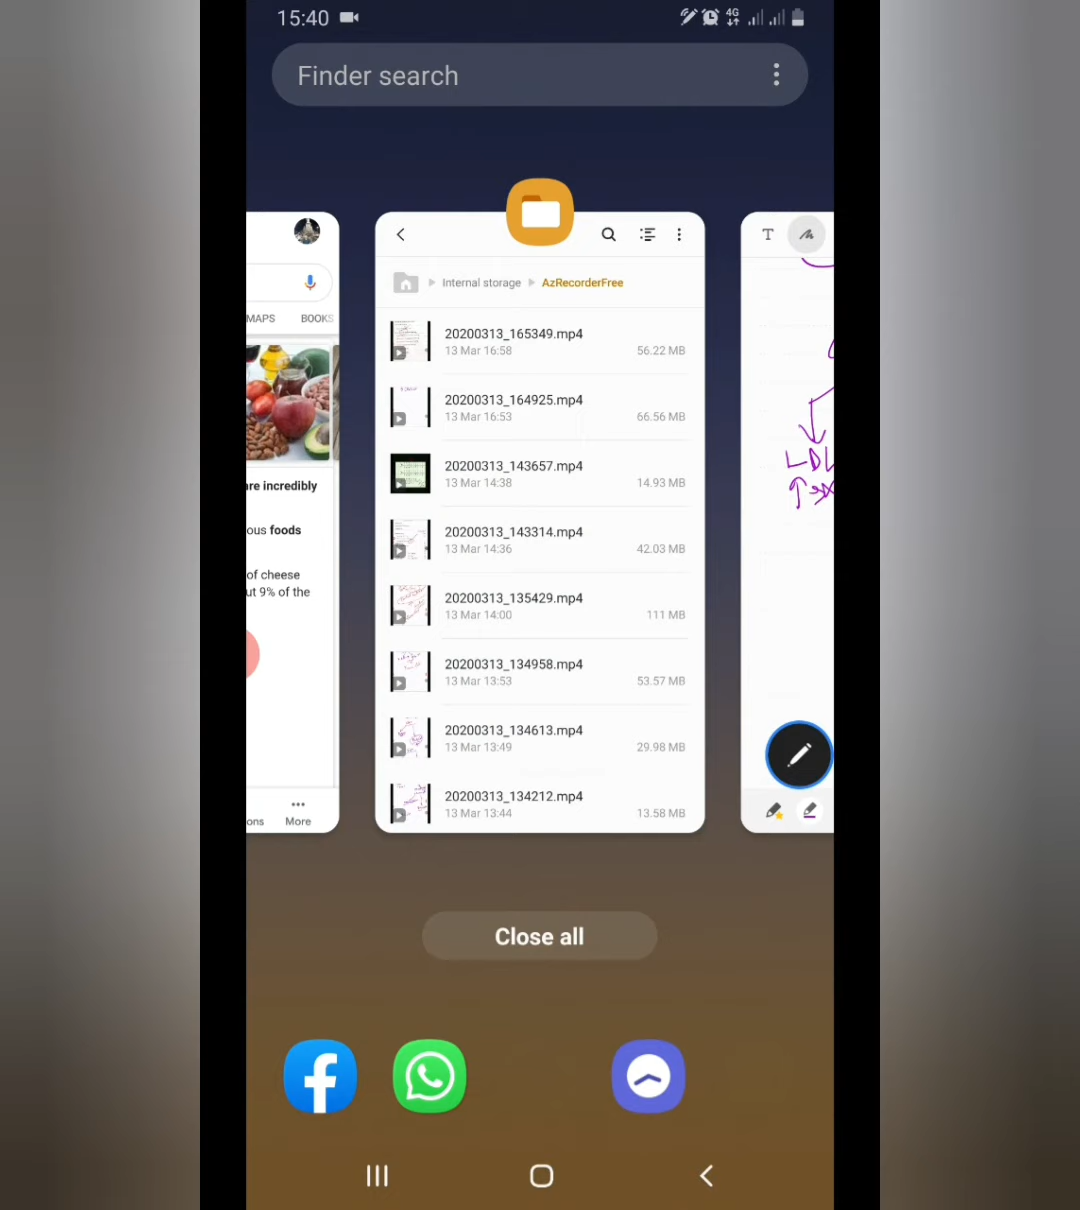 15:40
4G
Finder search
MAPS BOOKS
are incredibly
ous foods
of cheese
ut 9% of the
ons More
Internal storage AzRecorderFree
20200313_165349.mp4
13 Mar 16:58 56.22 MB
20200313_164925.mp4
13 Mar 16:53 66.56 MB
20200313_143657.mp4
13 Mar 14:38 14.93 MB
20200313_143314.mp4
13 Mar 14:36 42.03 MB
20200313_135429.mp4
13 Mar 14:00 111 MB
20200313_134958.mp4
13 Mar 13:53 53.57 MB
20200313_134613.mp4
13 Mar 13:49 29.98 MB
20200313_134212.mp4
13 Mar 13:44 13.58 MB
T
LDL
Close all